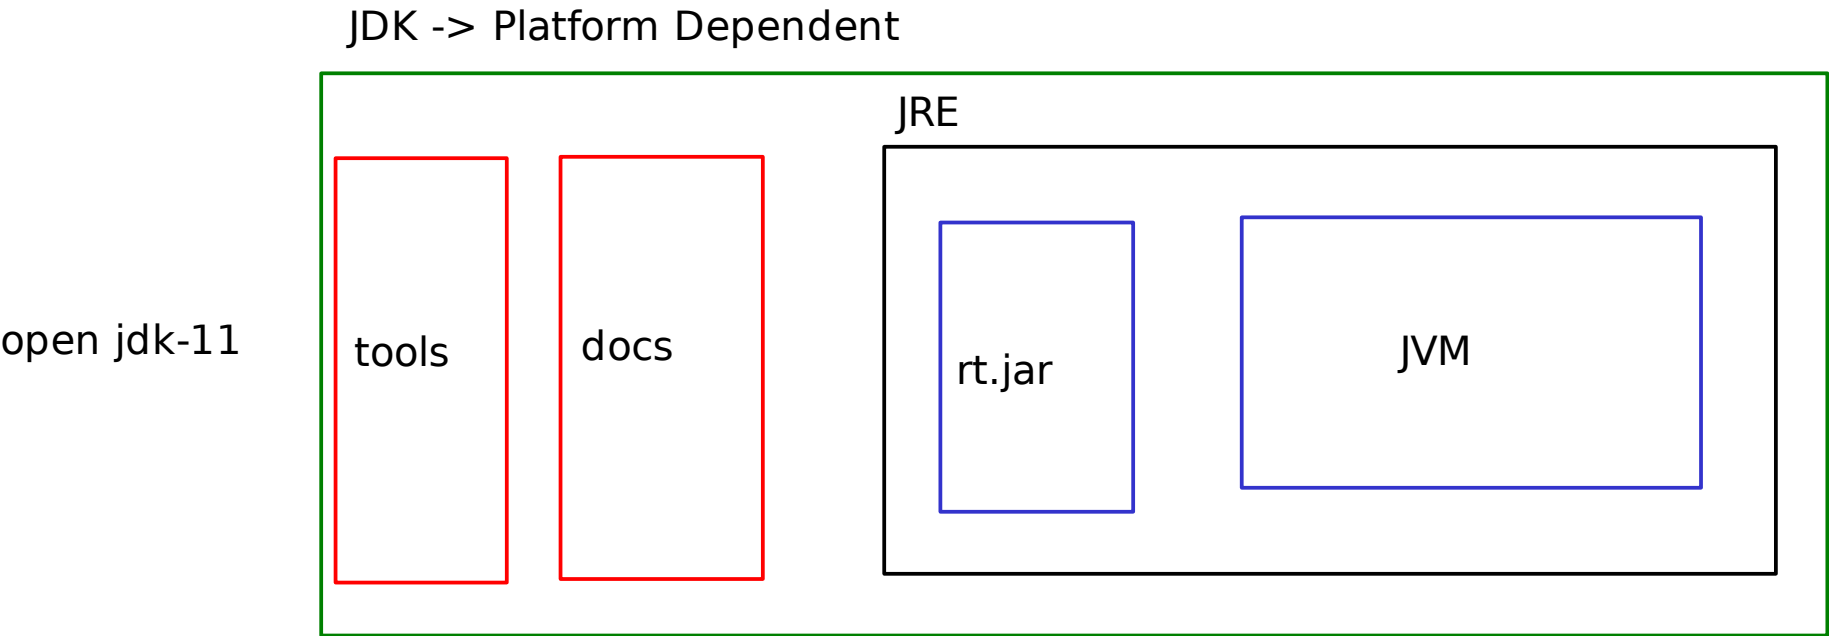 JDK -> Platform Dependent
JRE
open jdk-11
tools
docs
rt.jar
JVM